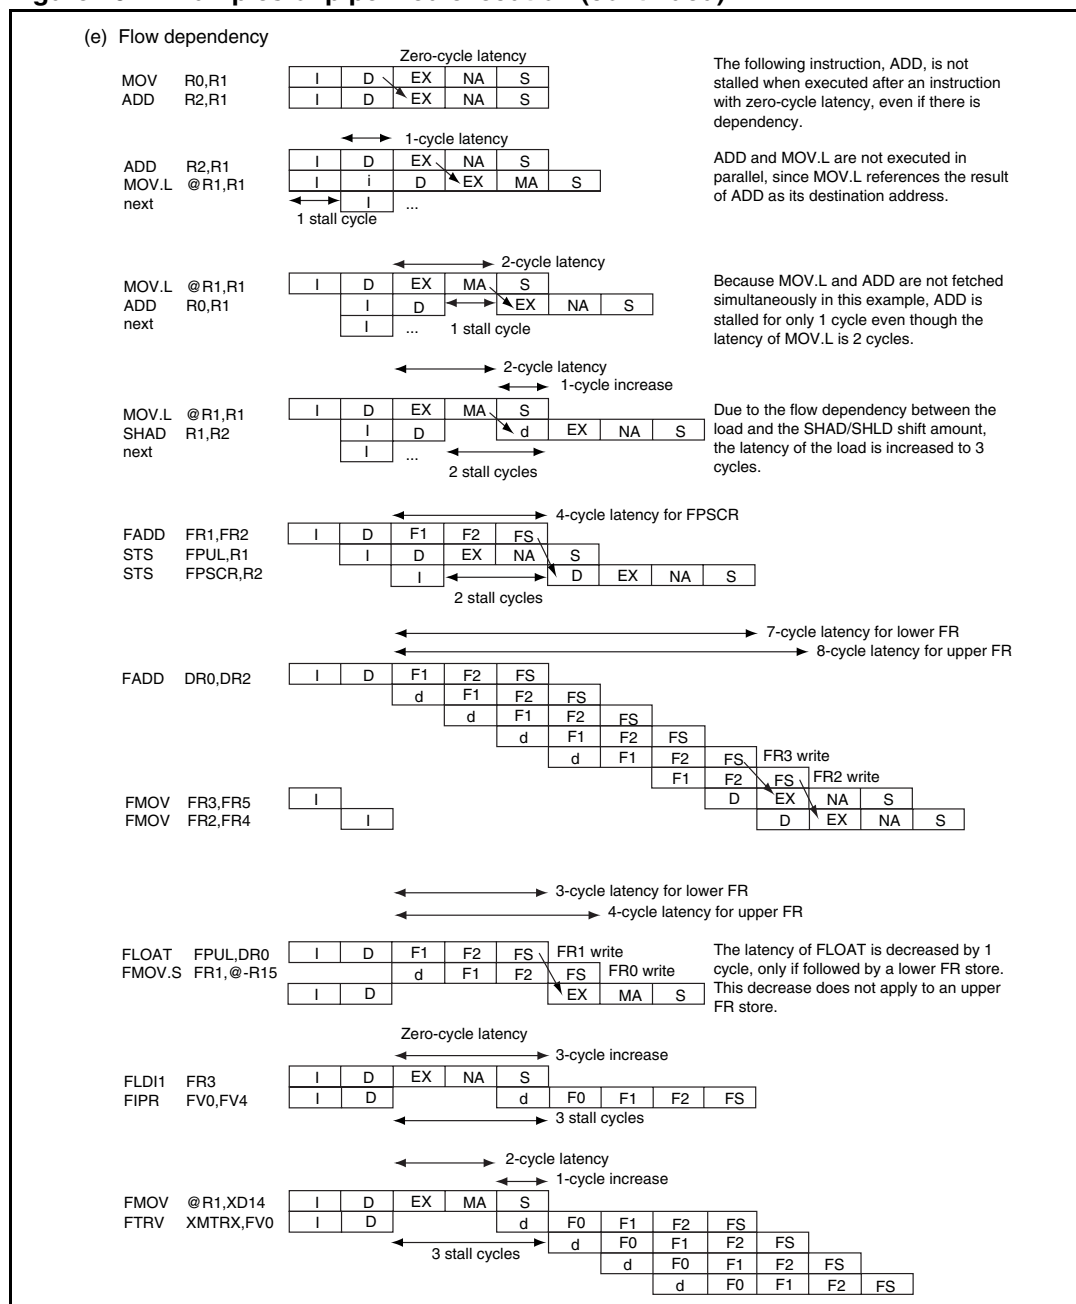 (e) Flow dependency
Zero-cycle latency
MOV R0,R1 I D EX NA S
ADD R2,R1 I D EX NA S
The following instruction, ADD, is not
stalled when executed after an instruction
with zero-cycle latency, even if there is
dependency.
1-cycle latency
ADD R2,R1 I D EX NA S
MOV.L @R1,R1 I i D EX MA S
next I ...
1 stall cycle
ADD and MOV.L are not executed in
parallel, since MOV.L references the result
of ADD as its destination address.
2-cycle latency
MOV.L @R1,R1 I D EX MA S
ADD R0,R1 I D EX NA S
next I ... 1 stall cycle
Because MOV.L and ADD are not fetched
simultaneously in this example, ADD is
stalled for only 1 cycle even though the
latency of MOV.L is 2 cycles.
2-cycle latency
1-cycle increase
MOV.L @R1,R1 I D EX MA S
SHAD R1,R2 I D d EX NA S
next I ...
2 stall cycles
Due to the flow dependency between the
load and the SHAD/SHLD shift amount,
the latency of the load is increased to 3
cycles.
4-cycle latency for FPSCR
FADD FR1,FR2 I D F1 F2 FS
STS FPUL,R1 I D EX NA S
STS FPSCR,R2 I D EX NA S
2 stall cycles
7-cycle latency for lower FR
8-cycle latency for upper FR
FADD DR0,DR2 I D F1 F2 FS
d F1 F2 FS
d F1 F2 FS
d F1 F2 FS
d F1 F2 FS FR3 write
F1 F2 FS FR2 write
FMOV FR3,FR5 I D EX NA S
FMOV FR2,FR4 I D EX NA S
3-cycle latency for lower FR
4-cycle latency for upper FR
FLOAT FPUL,DR0 I D F1 F2 FS FR1 write
FMOV.S FR1,@-R15 d F1 F2 FS FR0 write
I D EX MA S
The latency of FLOAT is decreased by 1
cycle, only if followed by a lower FR store.
This decrease does not apply to an upper
FR store.
Zero-cycle latency
3-cycle increase
FLDI1 FR3 I D EX NA S
FIPR FV0,FV4 I D d F0 F1 F2 FS
3 stall cycles
2-cycle latency
1-cycle increase
FMOV @R1,XD14 I D EX MA S
FTRV XMTRX,FV0 I D d F0 F1 F2 FS
3 stall cycles d F0 F1 F2 FS
d F0 F1 F2 FS
d F0 F1 F2 FS